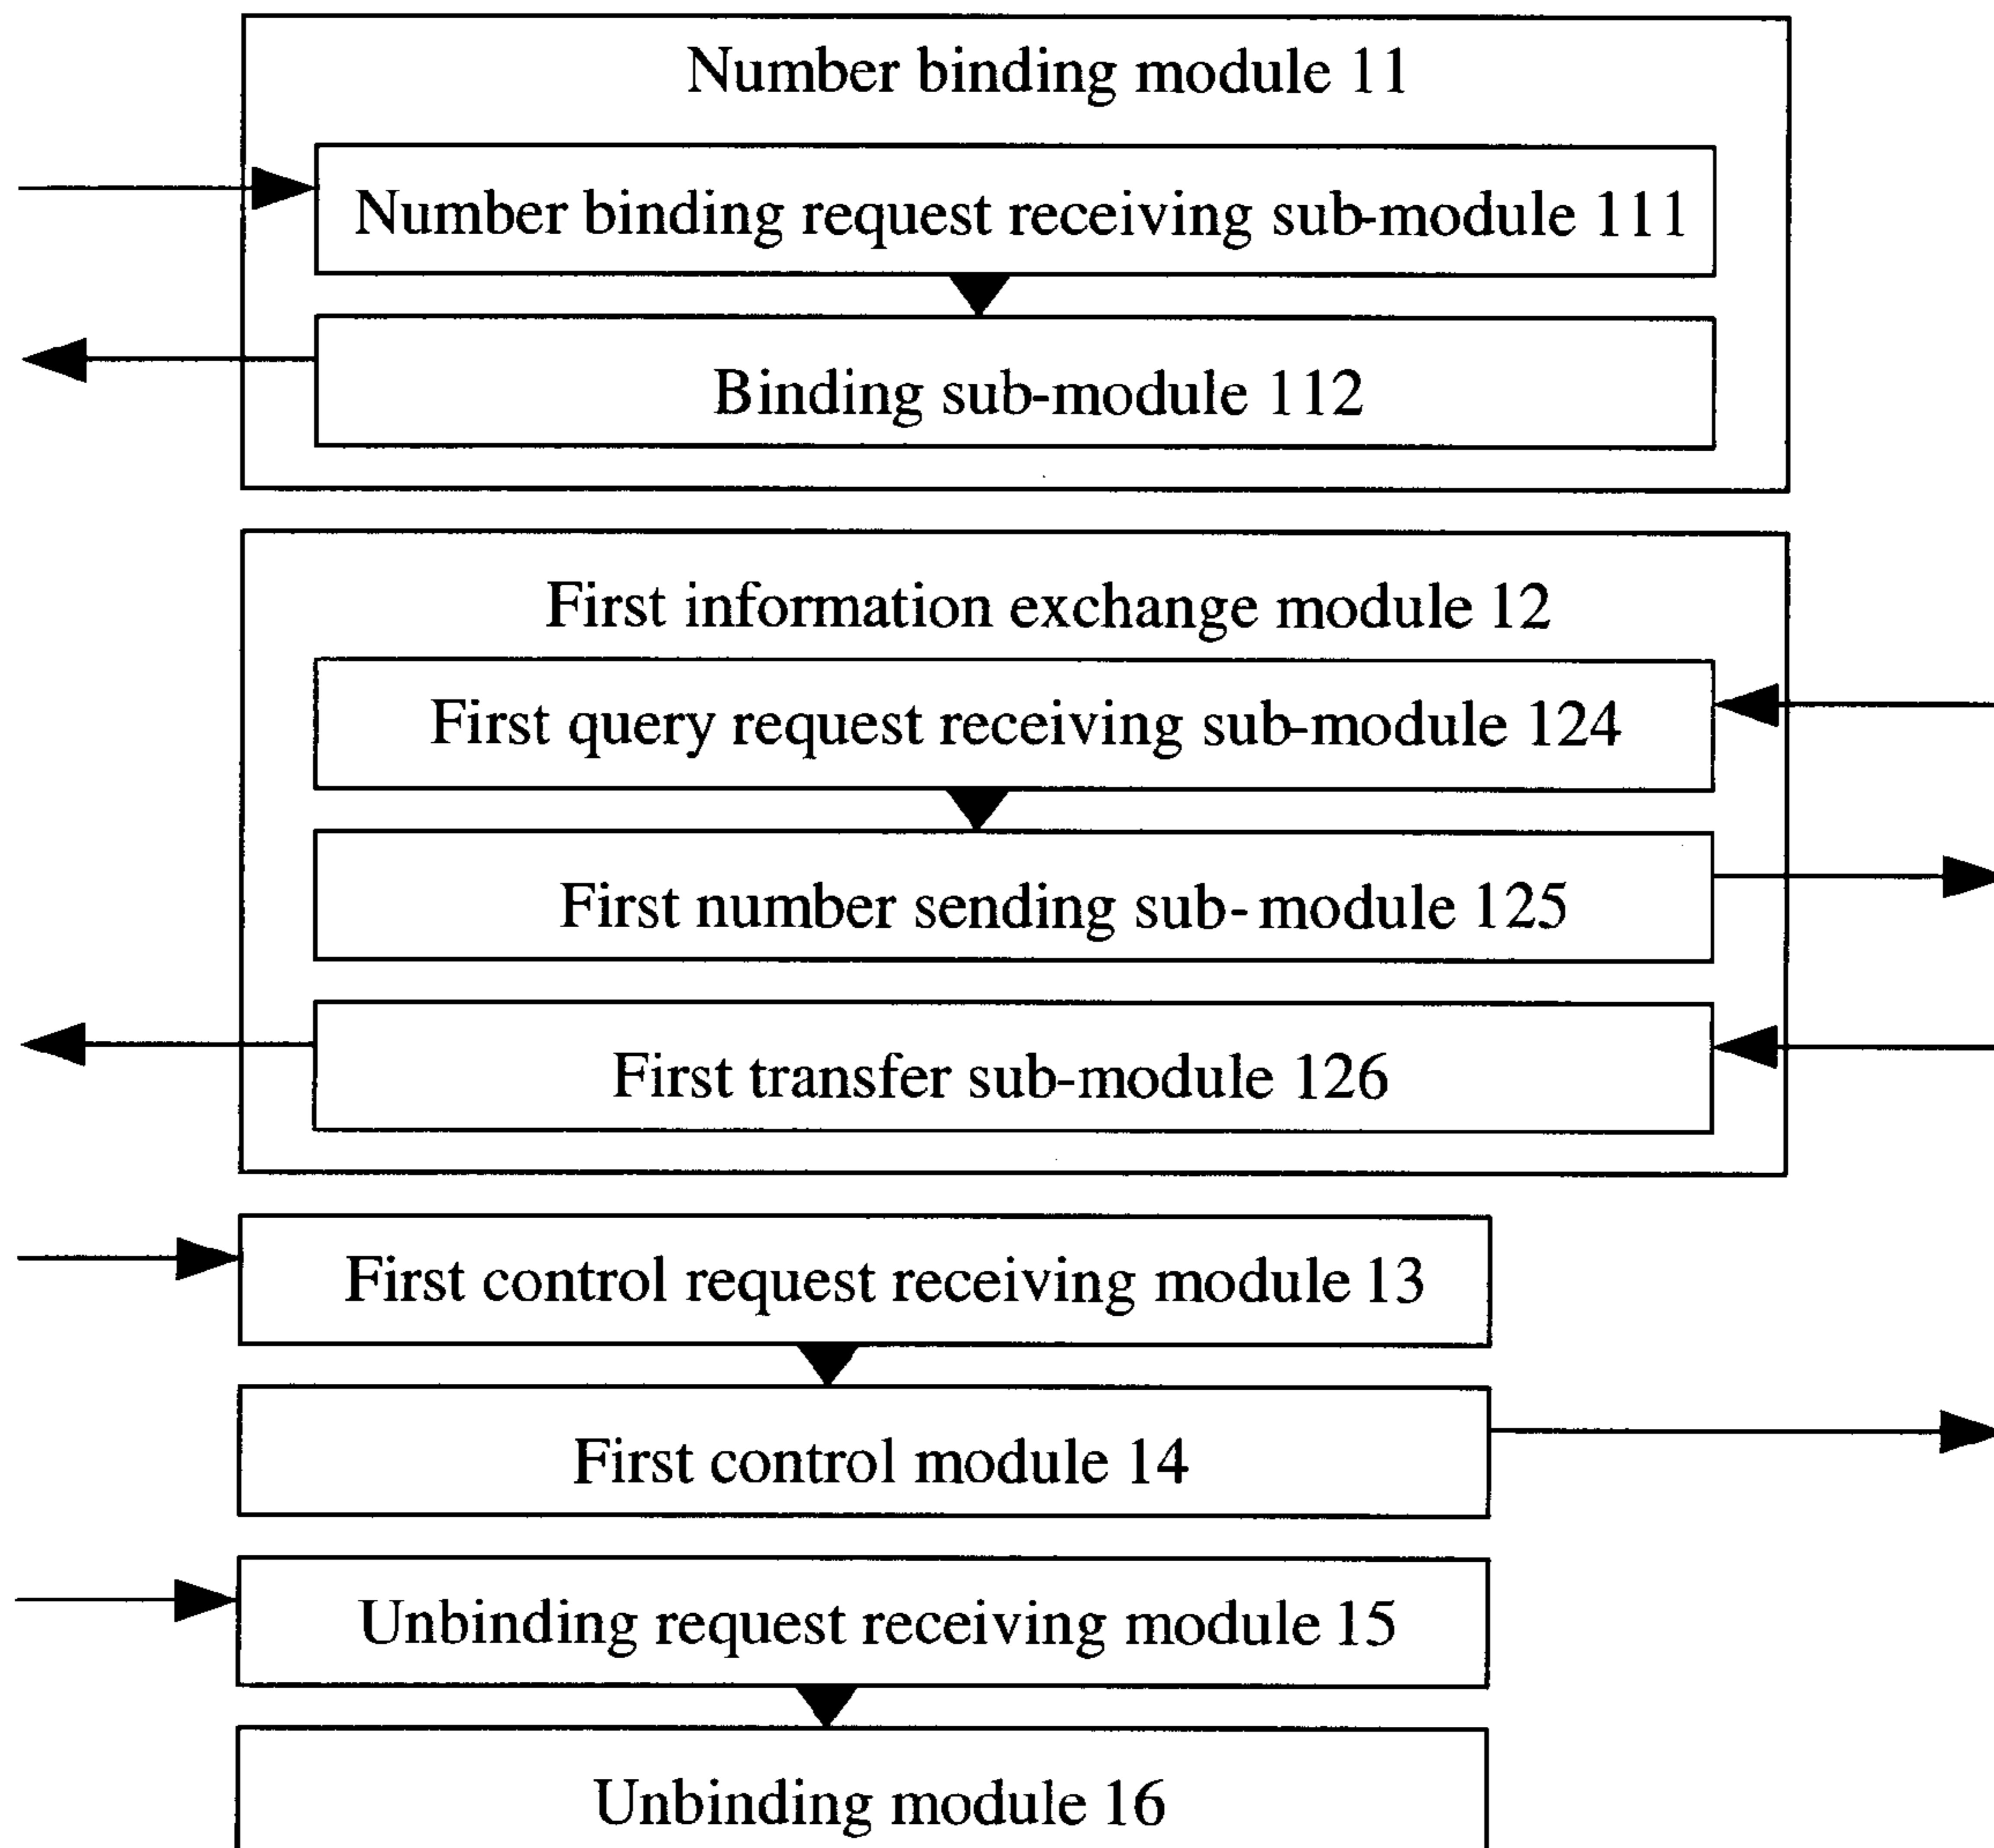 Number binding module 11
Number binding request receiving sub-module 111
Binding sub-module 112
First information exchange module 12
First query request receiving sub-module 124
First number sending sub-module 125
First transfer sub-module 126
First control request receiving module 13
First control module 14
Unbinding request receiving module 15
Unbinding module 16